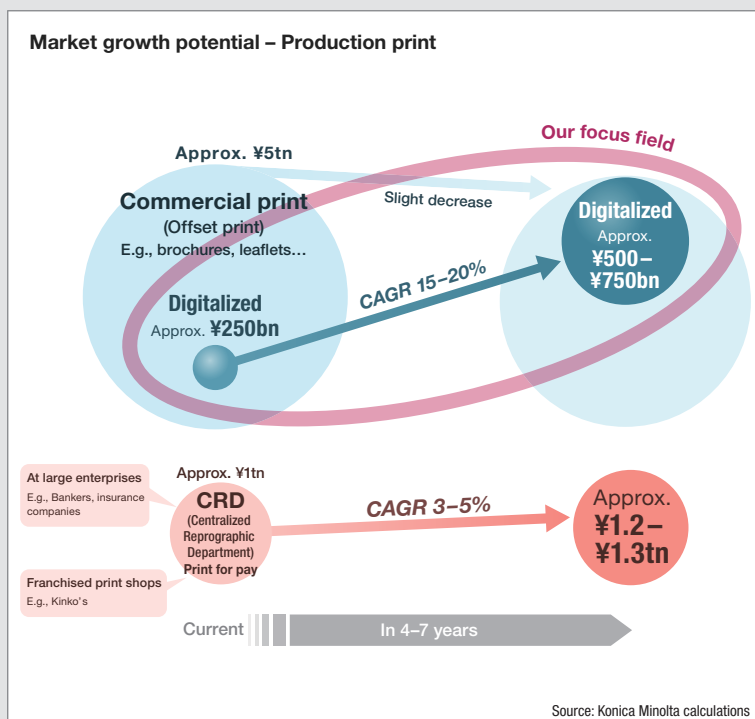 Market growth potential – Production print
Our focus field
Approx. ¥5tn
Slight decrease
Commercial print
(Offset print)
E.g., brochures, leaflets…
Digitalized
Approx.
¥500–
¥750bn
CAGR 15–20%
Digitalized
Approx. ¥250bn
At large enterprises
E.g., Bankers, insurance
companies
Approx. ¥1tn
CRD
(Centralized
Reprographic
Department)
Print for pay
CAGR 3–5%
Approx.
¥1.2–
¥1.3tn
Franchised print shops
E.g., Kinko's
Current
In 4–7 years
Source: Konica Minolta calculations